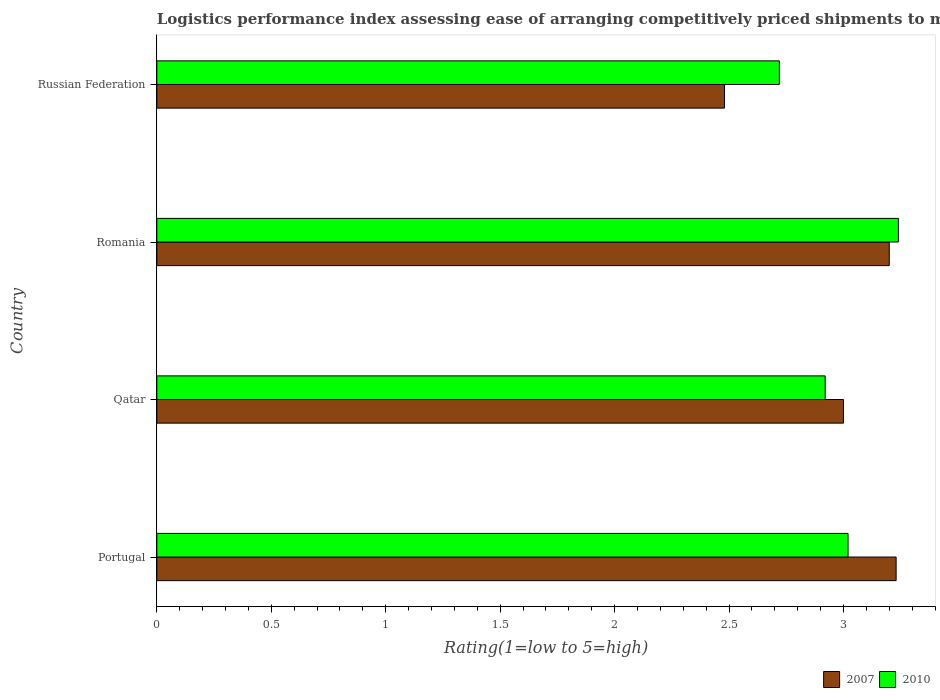 Logistics performance index assessing ease of arranging competitively priced shipments to m
Russian Federation
Romania
Qatar
Portugal
Country
0
0.5
1
1.5
2
2.5
3
Rating(1=low to 5=high)
2007
2010